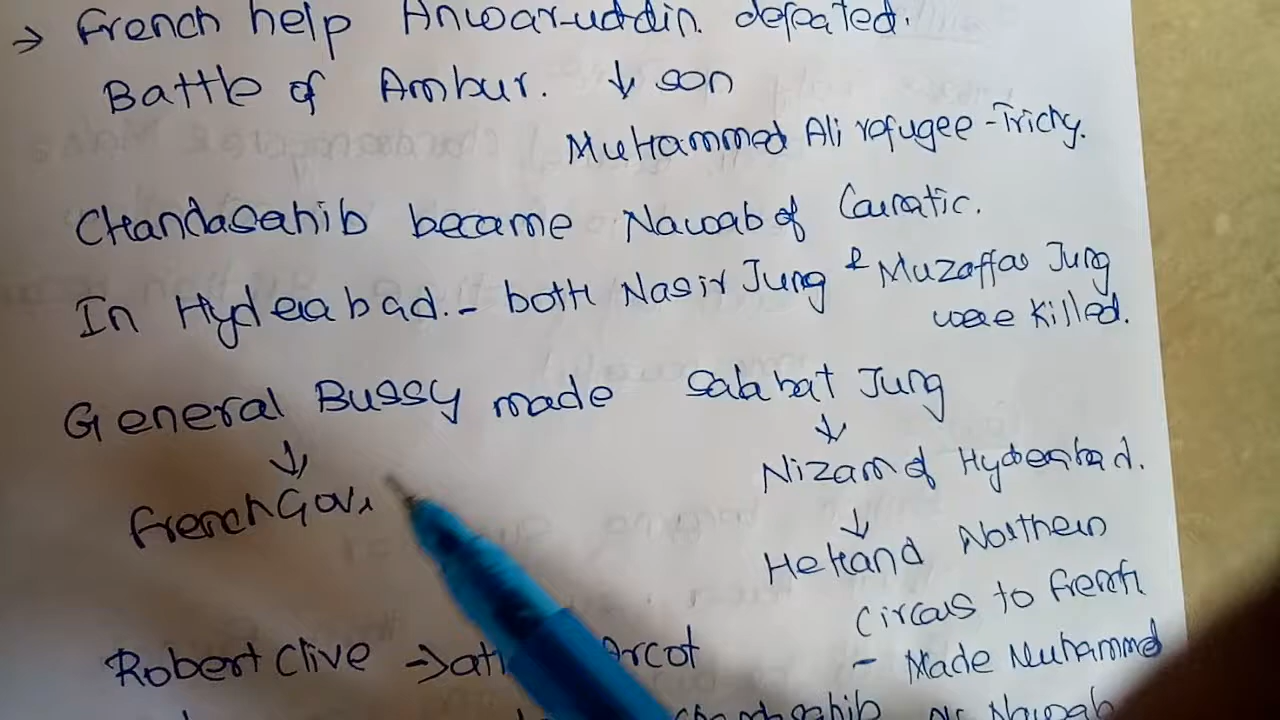 → French help Anwar-uddin defeated.
Battle of Ambur. ↓ son
Muhammed Ali refugee - Trichy.
Chandasahib became Nawab of Carnatic.
In Hyderabad. - both Nasir Jung & Muzaffar Jung
were killed.
General Bussy made Salabat Jung
↓ ↓
French Gov. Nizam of Hyderabad.
↓
He hand Northern
Circars to French
Robert Clive → Arcot - Made Muhammed
Nawab